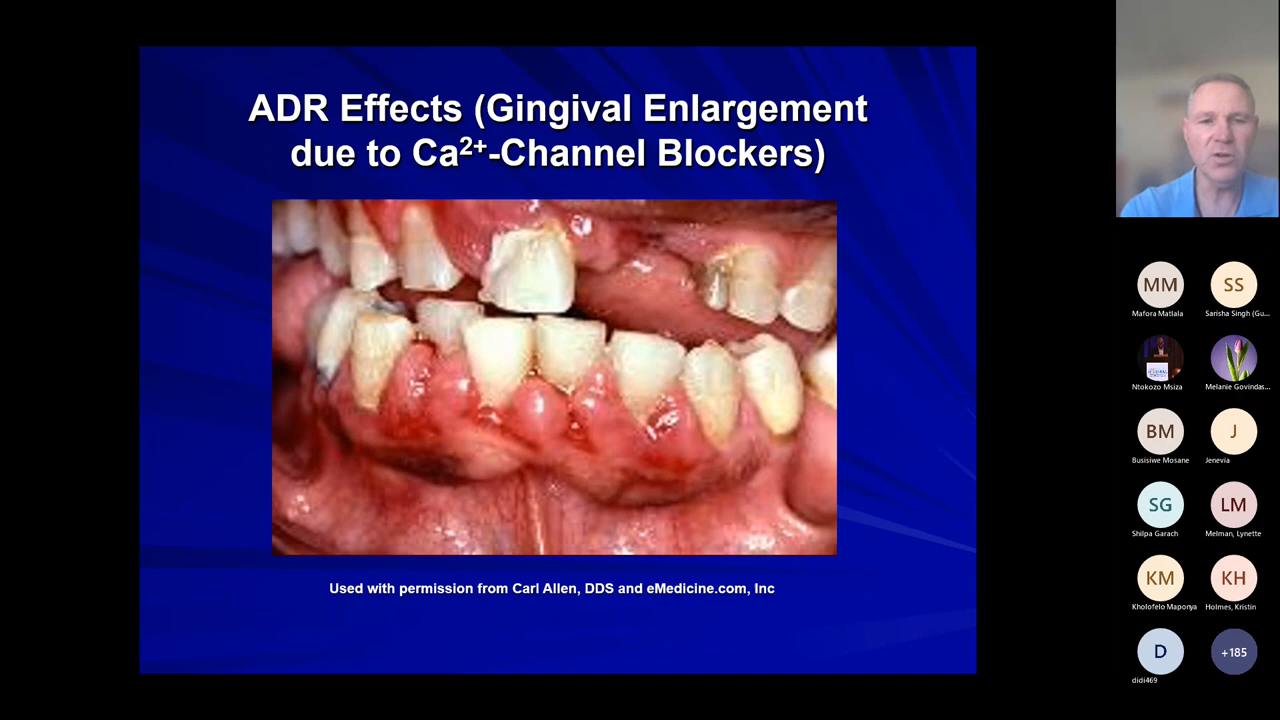 ADR Effects (Gingival Enlargement
due to Ca²⁺-Channel Blockers)
Used with permission from Carl Allen, DDS and eMedicine.com, Inc
MM
SS
Mafora Matlala
Sarisha Singh (Gu...
Ntokozo Msiza
Melanie Govindas...
BM
J
Busisiwe Mosane
Jenevia
SG
LM
Shilpa Garach
Melman, Lynette
KM
KH
Kholofelo Maponya
Holmes, Kristin
D
+185
didi469